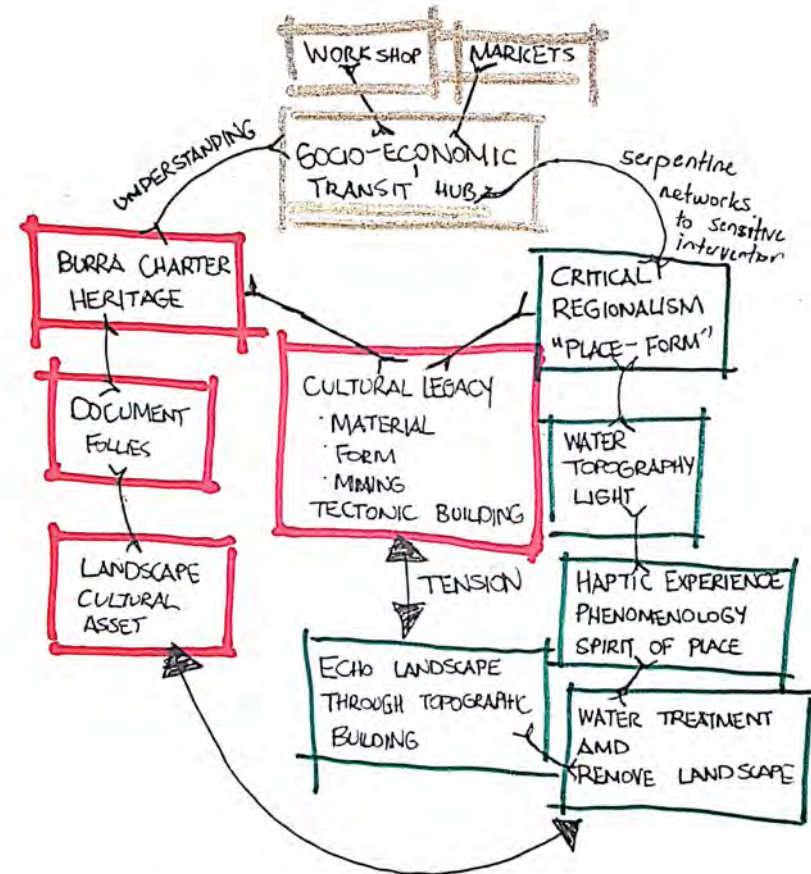 WORKSHOP
MARKETS
SOCIO-ECONOMIC
TRANSIT HUB
UNDERSTANDING
serpentine
networks
to sensitive
intervention
BURRA CHARTER
HERITAGE
CRITICAL
REGIONALISM
"PLACE-FORM"
DOCUMENT
FOLLIES
CULTURAL LEGACY
· MATERIAL
· FORM
· MINING
TECTONIC BUILDING
WATER
TOPOGRAPHY
LIGHT
LANDSCAPE
CULTURAL
ASSET
TENSION
HAPTIC EXPERIENCE
PHENOMENOLOGY
SPIRIT OF PLACE
ECHO LANDSCAPE
THROUGH TOPOGRAPHIC
BUILDING
WATER TREATMENT
AMD
REMOVE LANDSCAPE